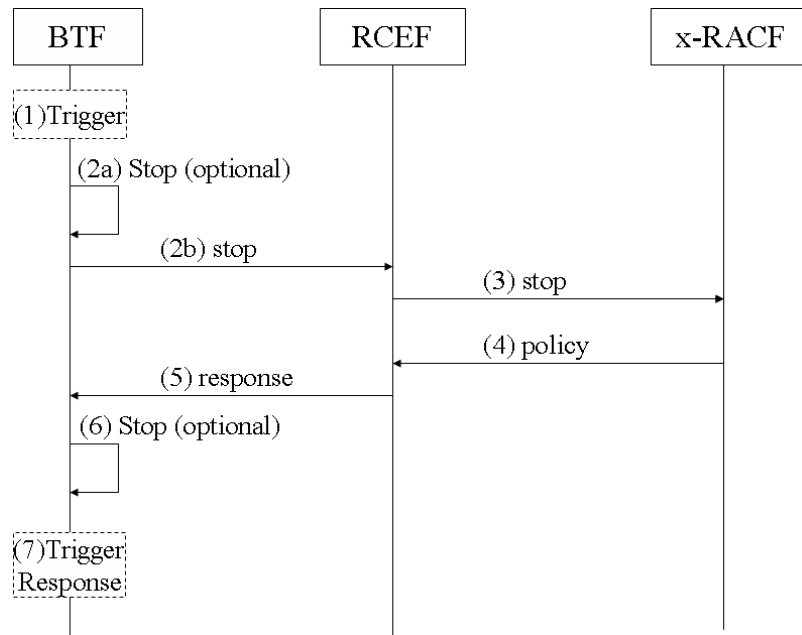 BTF
RCEF
x-RACF
(1)Trigger
(2a) Stop (optional)
(2b) stop
(3) stop
(4) policy
(5) response
(6) Stop (optional)
(7)Trigger
Response